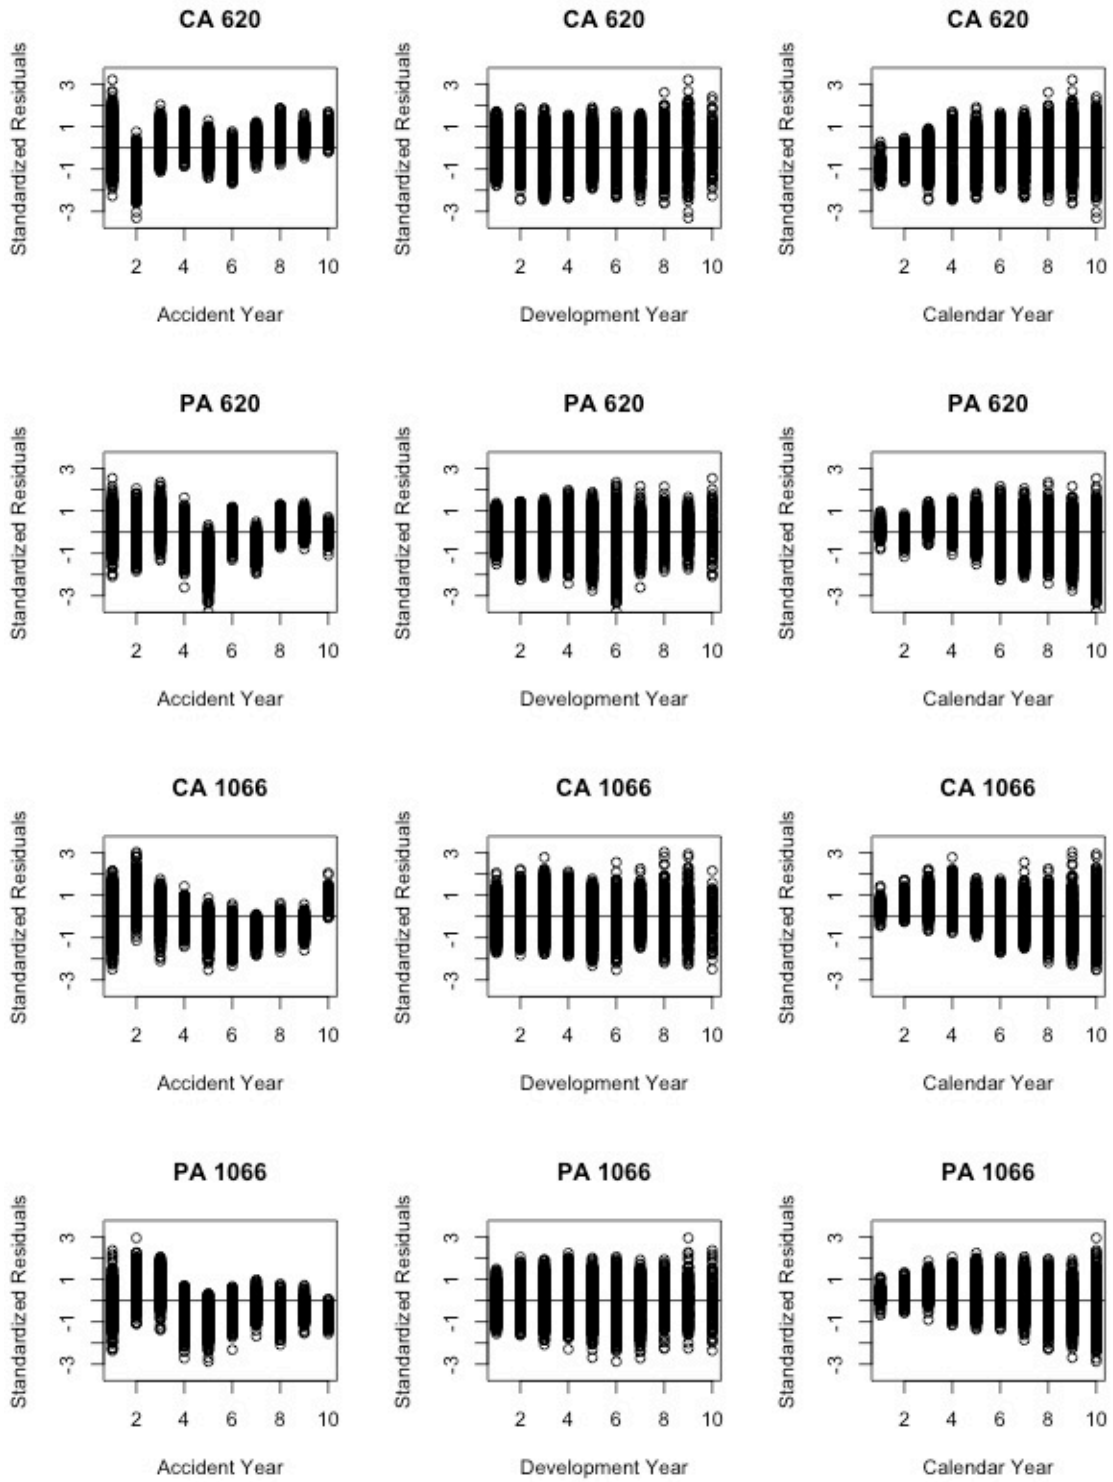 CA 620 CA 620 CA 620
Standardized Residuals Standardized Residuals Standardized Residuals
3 3 3
1 1 1
-1 -1 -1
-3 -3 -3
2 4 6 8 10 2 4 6 8 10 2 4 6 8 10
Accident Year Development Year Calendar Year
PA 620 PA 620 PA 620
Standardized Residuals Standardized Residuals Standardized Residuals
3 3 3
1 1 1
-1 -1 -1
-3 -3 -3
2 4 6 8 10 2 4 6 8 10 2 4 6 8 10
Accident Year Development Year Calendar Year
CA 1066 CA 1066 CA 1066
Standardized Residuals Standardized Residuals Standardized Residuals
3 3 3
1 1 1
-1 -1 -1
-3 -3 -3
2 4 6 8 10 2 4 6 8 10 2 4 6 8 10
Accident Year Development Year Calendar Year
PA 1066 PA 1066 PA 1066
Standardized Residuals Standardized Residuals Standardized Residuals
3 3 3
1 1 1
-1 -1 -1
-3 -3 -3
2 4 6 8 10 2 4 6 8 10 2 4 6 8 10
Accident Year Development Year Calendar Year